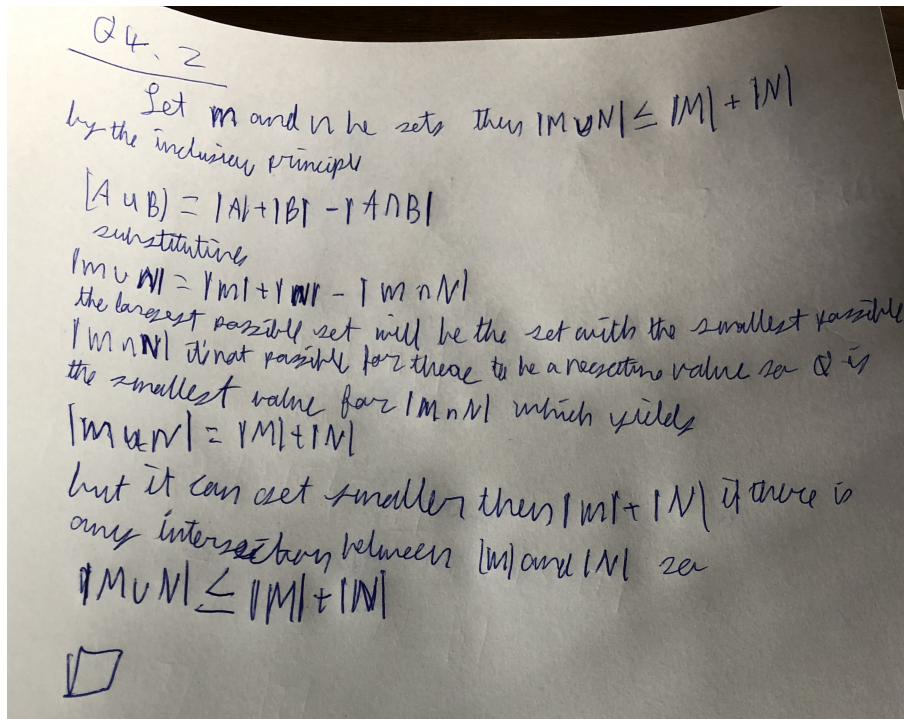 Q4.2
Let m and n be sets then |M∪N| ≤ |M| + |N|
by the inclusion principle
|A∪B) = |A|+|B| - |A∩B|
substituting
|m∪N| = |m|+|N| - |m∩N|
the largest possible set will be the set with the smallest possible
|m∩N| it's not possible for there to be a negative value so 0 is
the smallest value for |M∩N| which yields
|m∪N| = |M|+|N|
but it can get smaller then |m|+|N| if there is
any intersection between |m| and |N| so
|M∪N| ≤ |M|+|N|
□